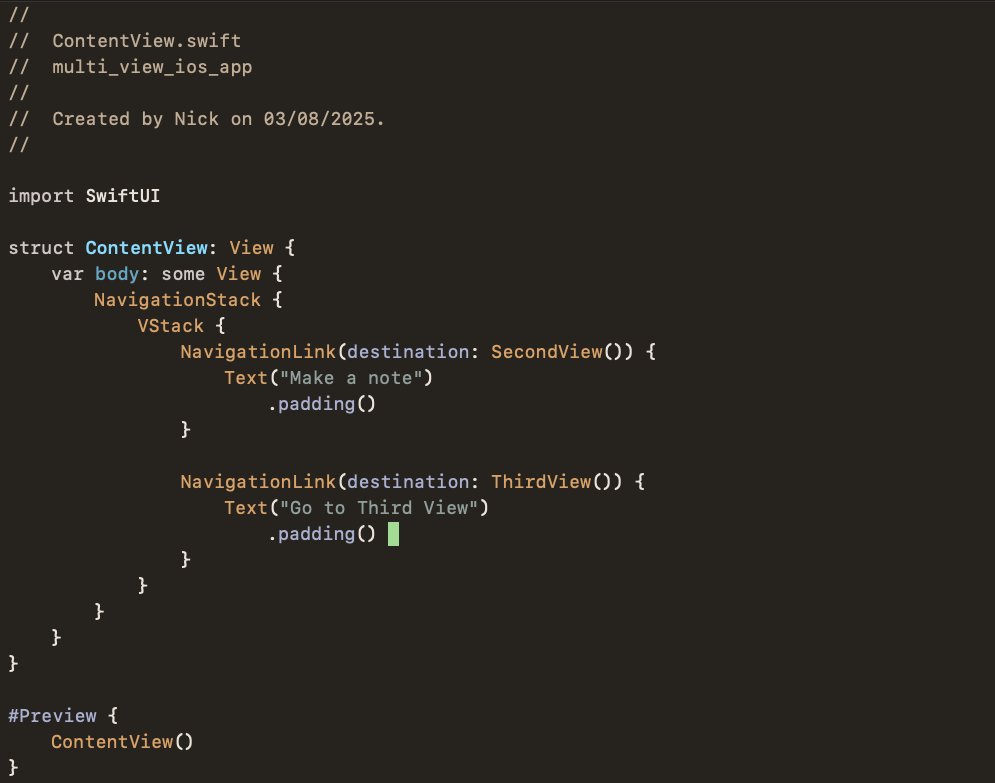 //
//  ContentView.swift
//  multi_view_ios_app
//
//  Created by Nick on 03/08/2025.
//

import SwiftUI

struct ContentView: View {
    var body: some View {
        NavigationStack {
            VStack {
                NavigationLink(destination: SecondView()) {
                    Text("Make a note")
                        .padding()
                }

                NavigationLink(destination: ThirdView()) {
                    Text("Go to Third View")
                        .padding()
                }
            }
        }
    }
}

#Preview {
    ContentView()
}